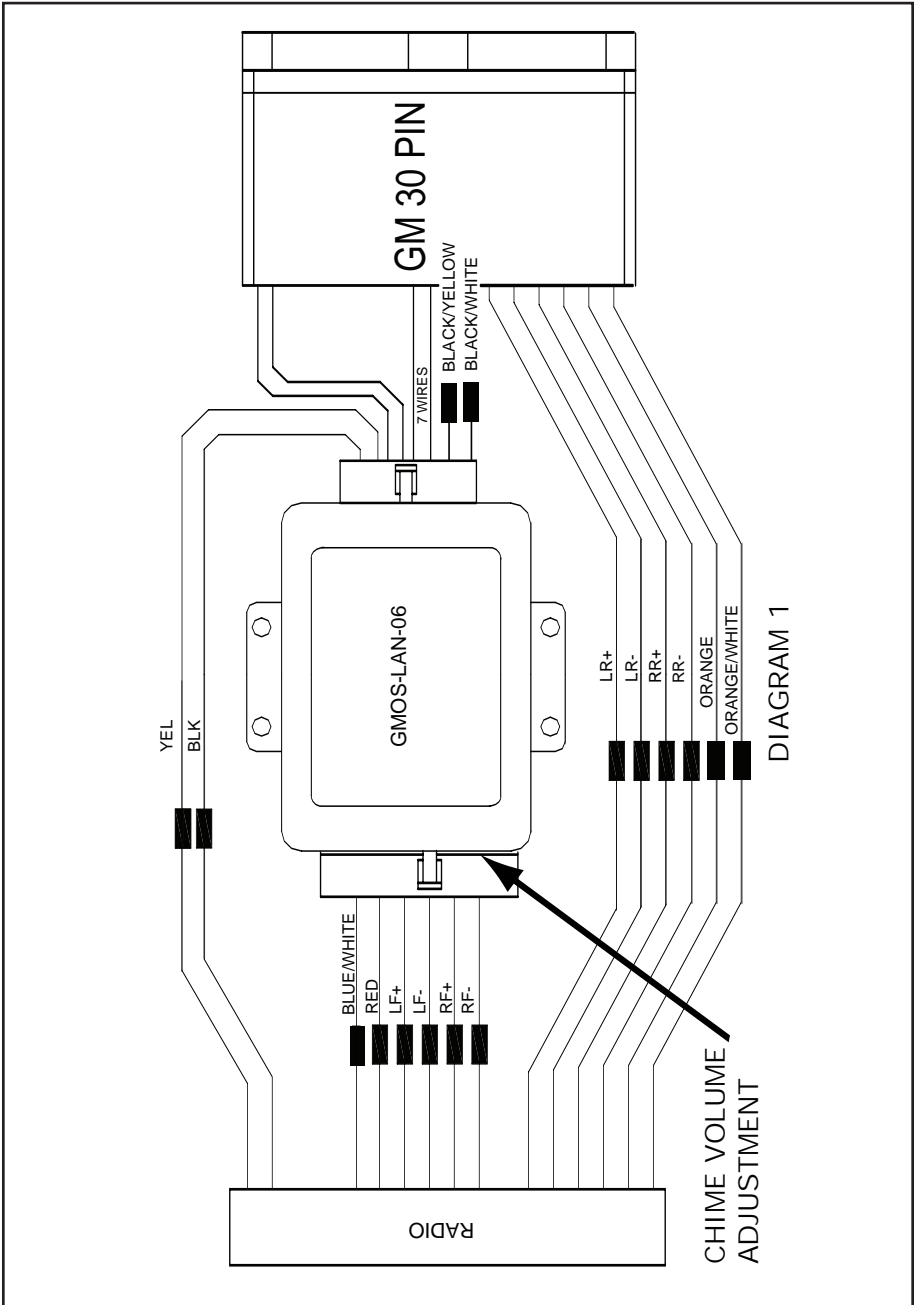 GM 30 PIN
7 WIRES
BLACK/YELLOW
BLACK/WHITE
YEL
BLK
GMOS-LAN-06
BLUE/WHITE
RED
LF+
LF-
RF+
RF-
LR+
LR-
RR+
RR-
ORANGE
ORANGE/WHITE
RADIO
CHIME VOLUME
ADJUSTMENT
DIAGRAM 1